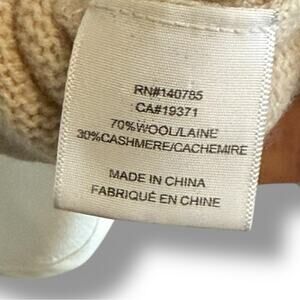 RN#140785
CA#19371
70%WOOL/LAINE
30%CASHMERE/CACHEMIRE
MADE IN CHINA
FABRIQUÉ EN CHINE